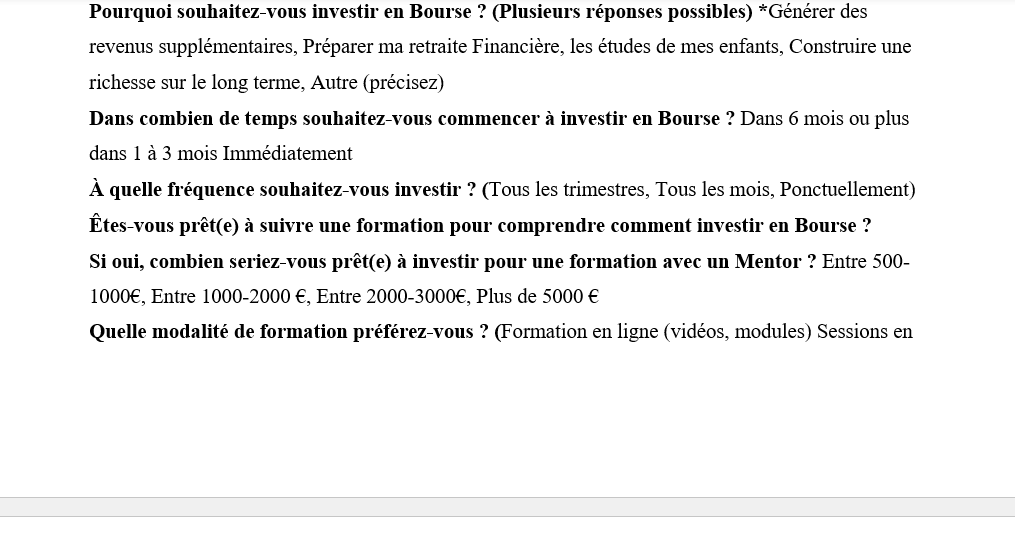 Pourquoi souhaitez-vous investir en Bourse ? (Plusieurs réponses possibles) *Générer des
revenus supplémentaires, Préparer ma retraite Financière, les études de mes enfants, Construire une
richesse sur le long terme, Autre (précisez)
Dans combien de temps souhaitez-vous commencer à investir en Bourse ? Dans 6 mois ou plus
dans 1 à 3 mois Immédiatement
À quelle fréquence souhaitez-vous investir ? (Tous les trimestres, Tous les mois, Ponctuellement)
Êtes-vous prêt(e) à suivre une formation pour comprendre comment investir en Bourse ?
Si oui, combien seriez-vous prêt(e) à investir pour une formation avec un Mentor ? Entre 500-
1000€, Entre 1000-2000 €, Entre 2000-3000€, Plus de 5000 €
Quelle modalité de formation préférez-vous ? (Formation en ligne (vidéos, modules) Sessions en